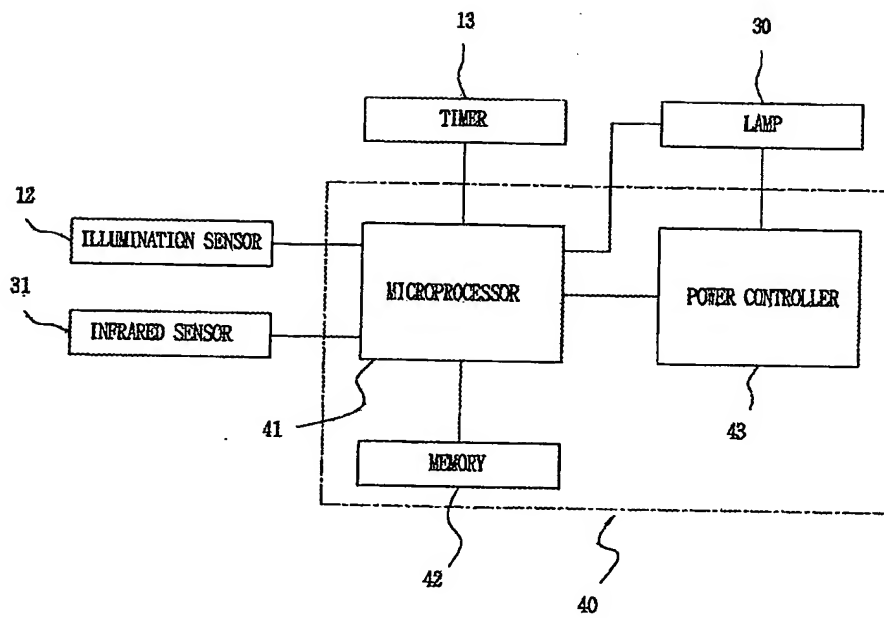 13
30
TIMER
LAMP
12
ILLUMINATION SENSOR
31
INFRARED SENSOR
MICROPROCESSOR
POWER CONTROLLER
41
43
MEMORY
42
40